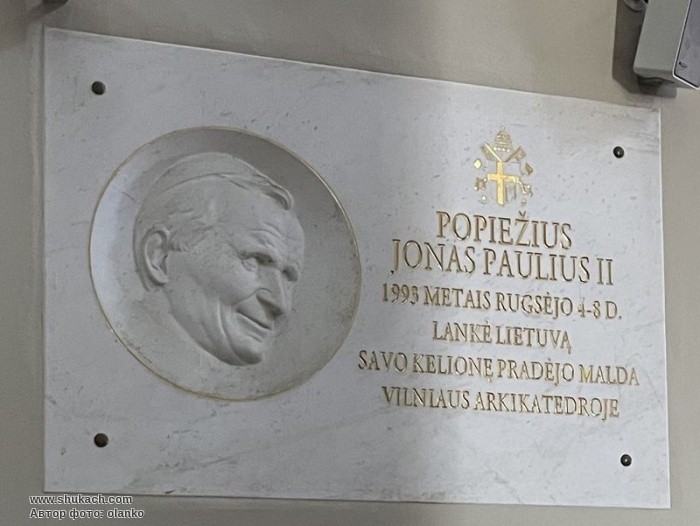 POPIEŽIUS
JONAS PAULIUS II
1993 METAIS RUGSĖJO 4-8 D.
LANKĖ LIETUVĄ
SAVO KELIONĘ PRADĖJO MALDA
VILNIAUS ARKIKATEDROJE
www.shukach.com
Автор фото: olanko